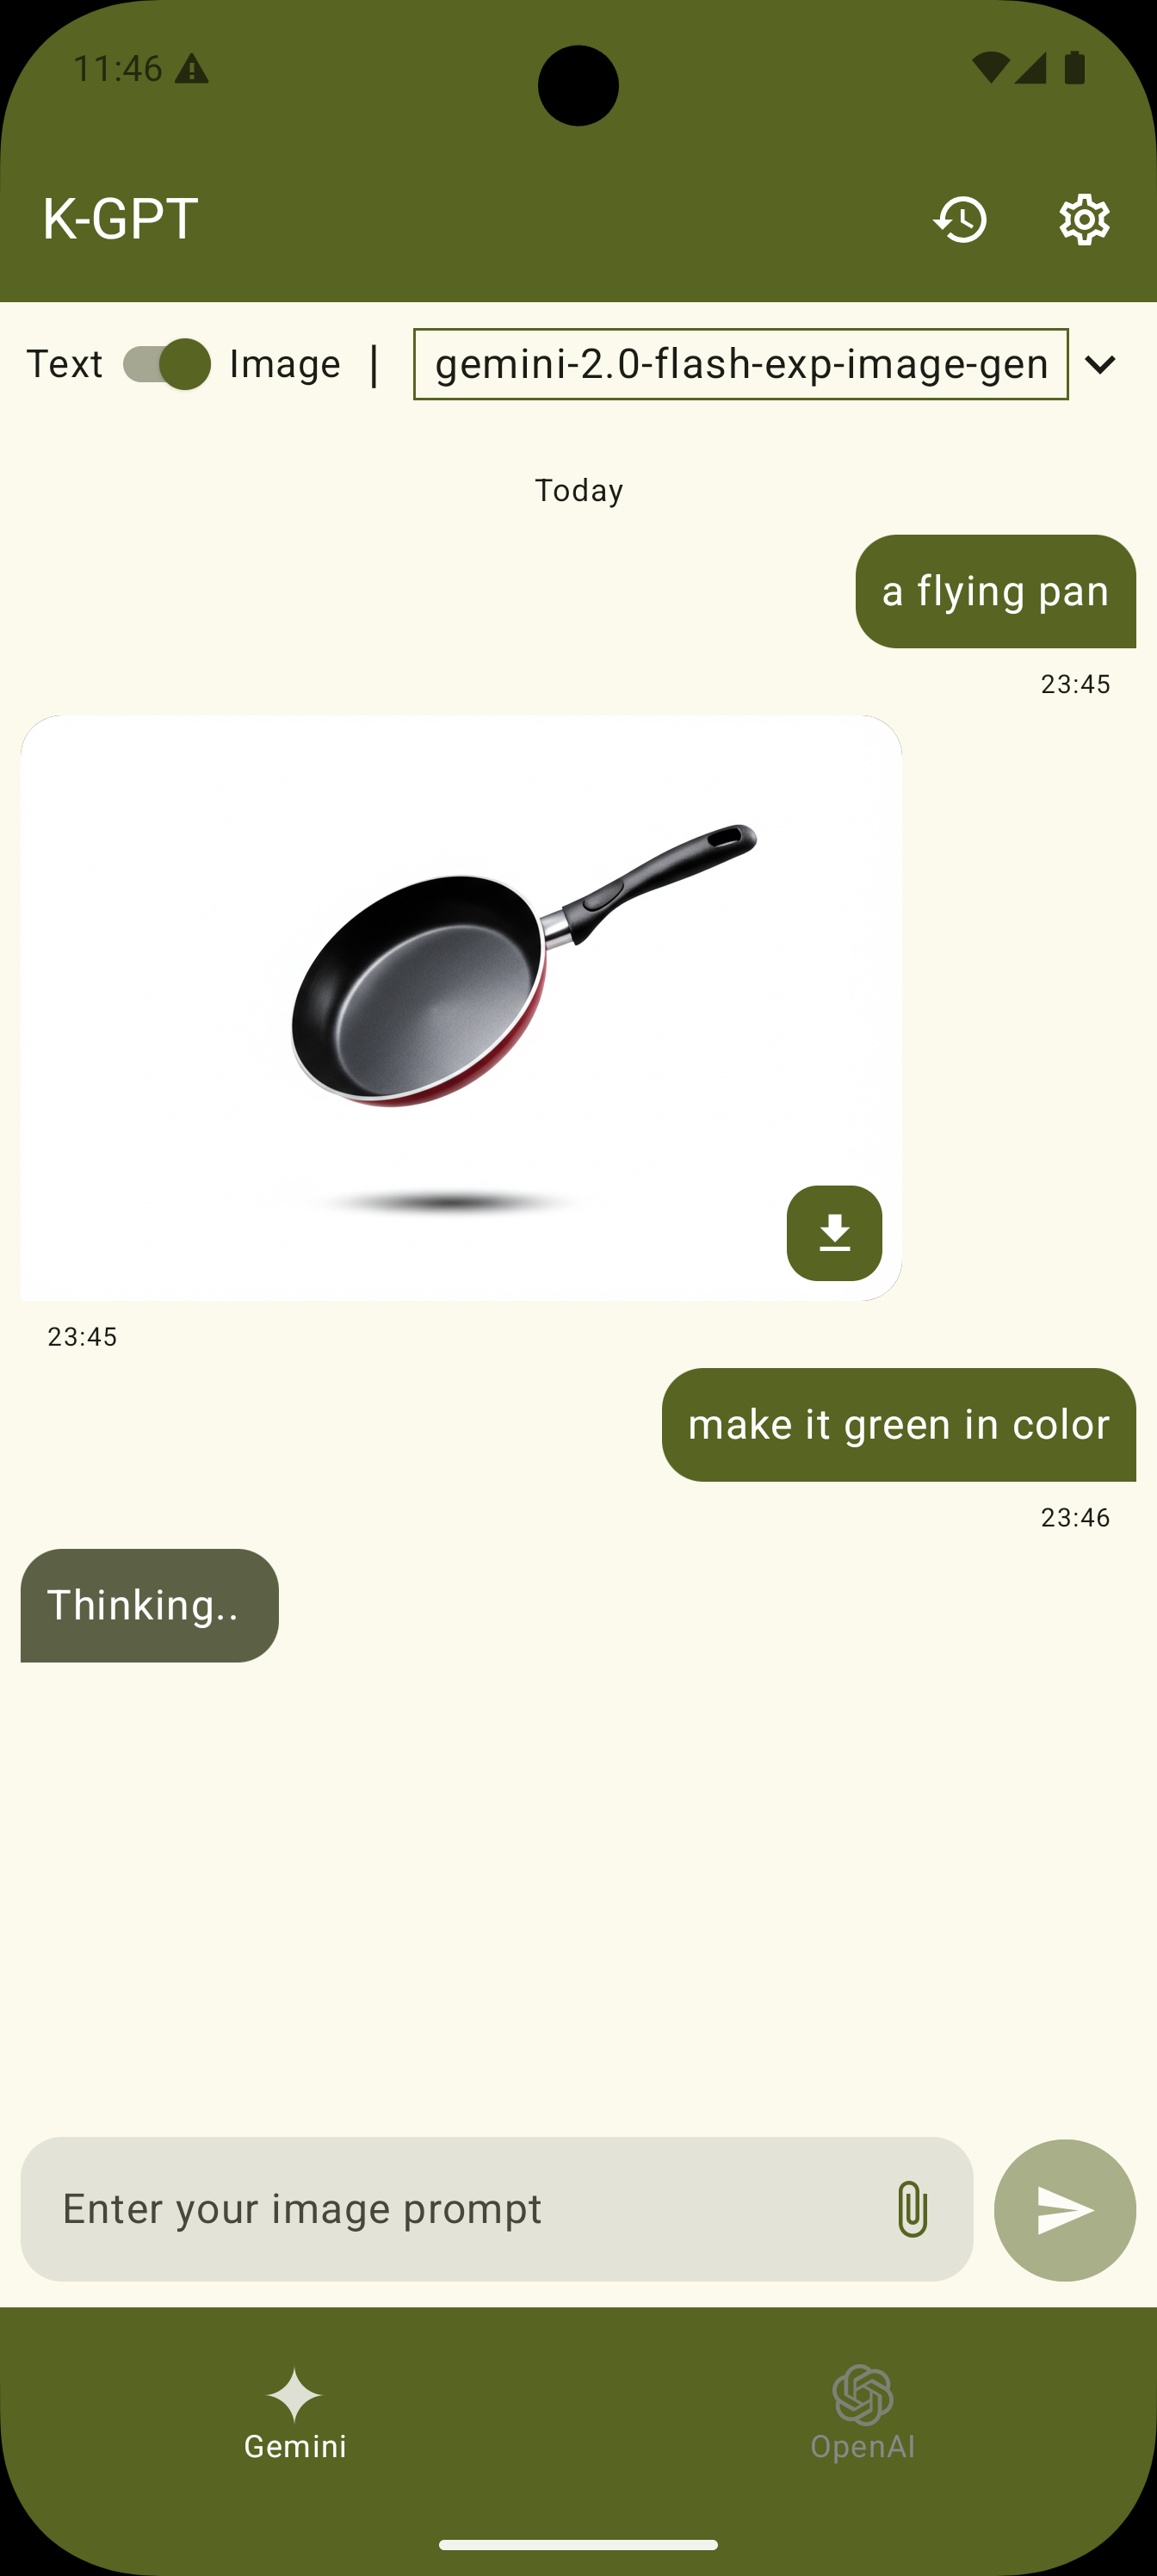 11:46
K-GPT
Text Image | gemini-2.0-flash-exp-image-gen
Today
a flying pan
23:45
23:45
make it green in color
23:46
Thinking..
Enter your image prompt
Gemini OpenAI